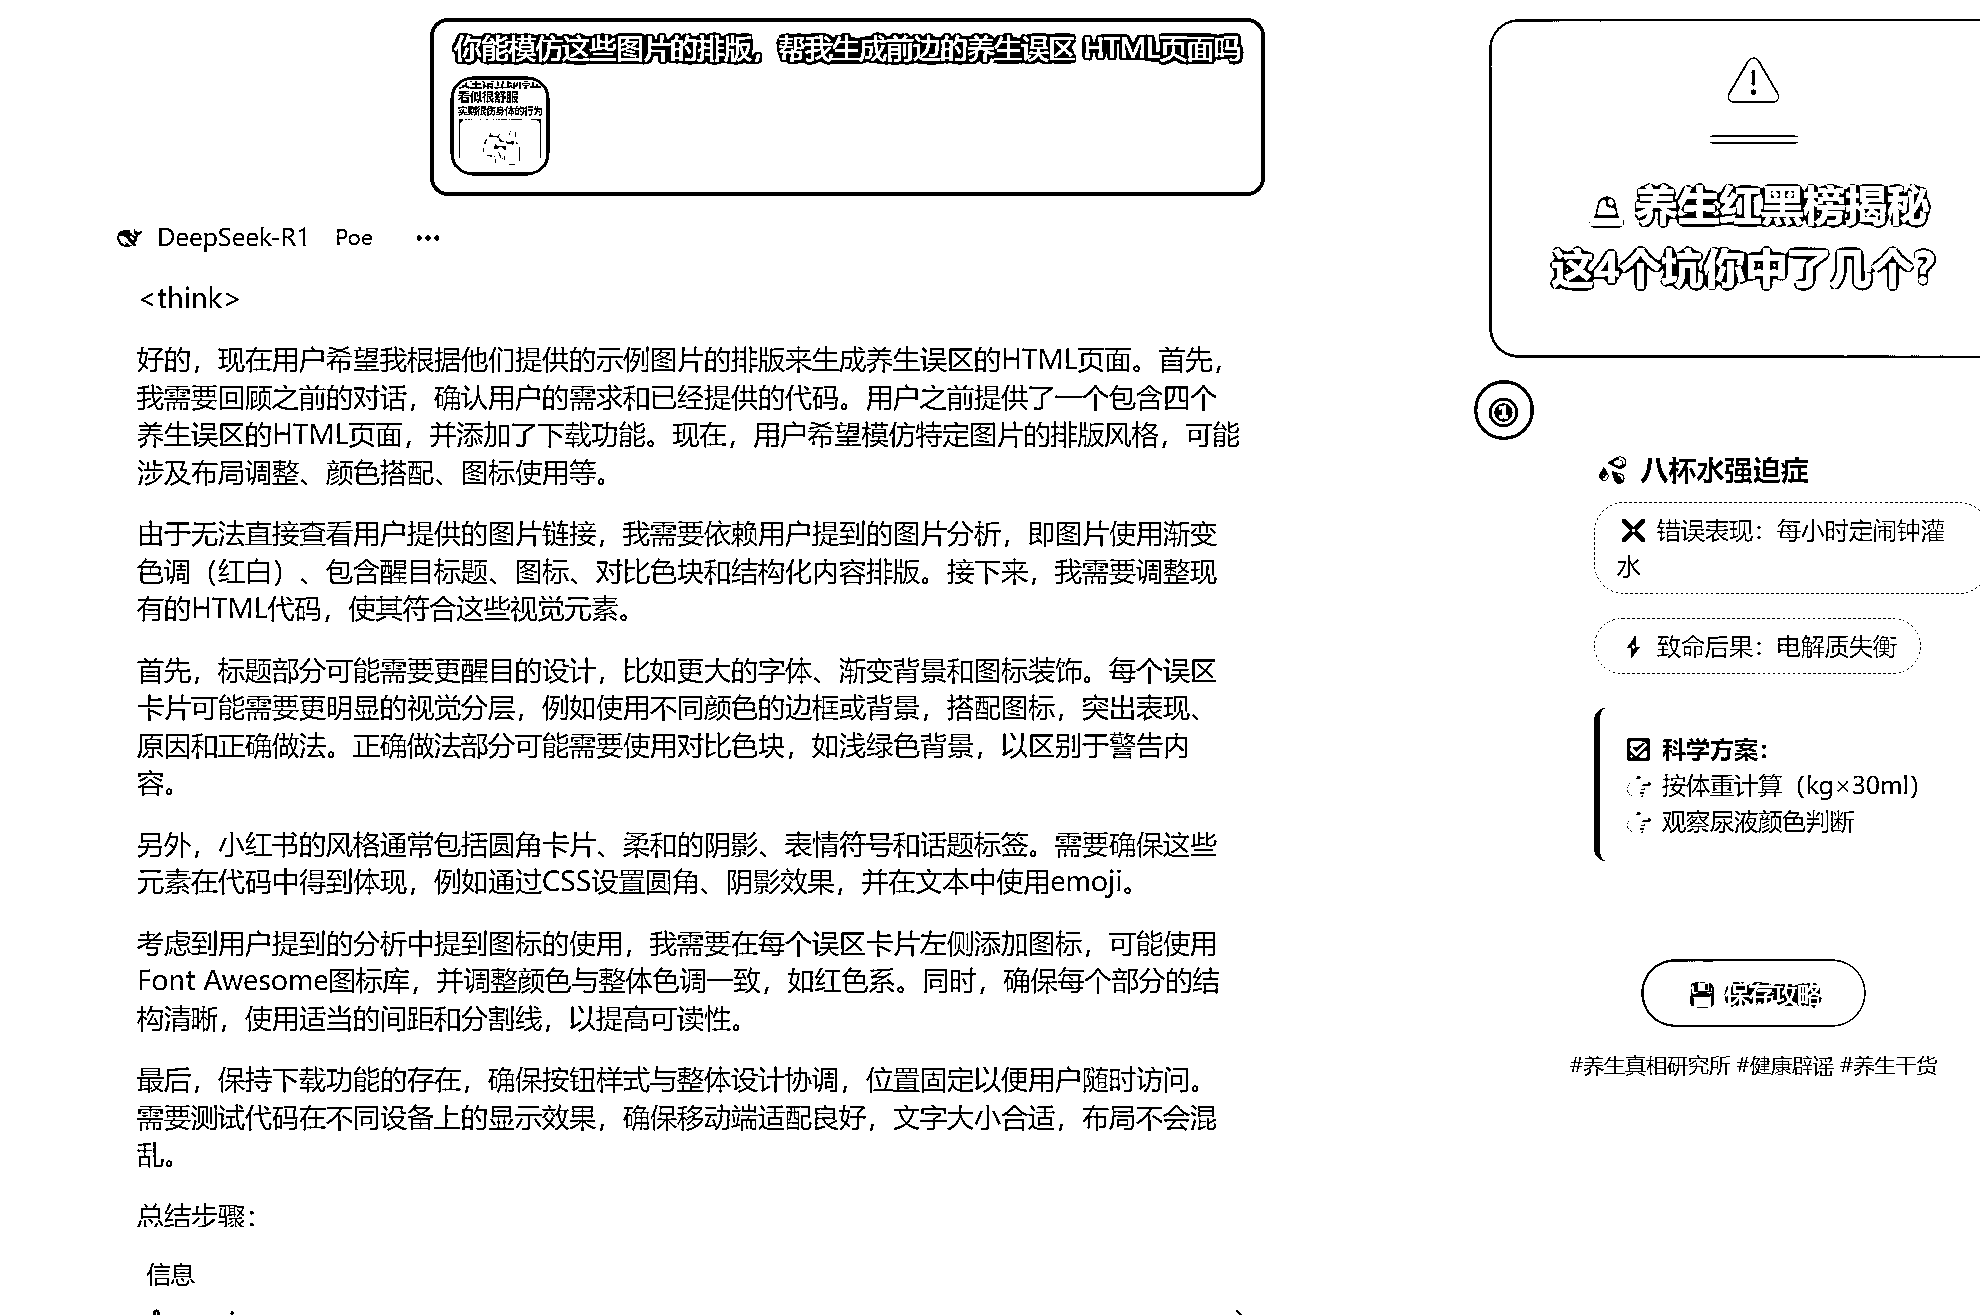 你能模仿这些图片的排版，帮我生成前边的养生误区 HTML页面吗
看似很舒服
实则很伤身体的行为
DeepSeek-R1 Poe •••
<think>
好的，现在用户希望我根据他们提供的示例图片的排版来生成养生误区的HTML页面。首先，
我需要回顾之前的对话，确认用户的需求和已经提供的代码。用户之前提供了一个包含四个
养生误区的HTML页面，并添加了下载功能。现在，用户希望模仿特定图片的排版风格，可能
涉及布局调整、颜色搭配、图标使用等。
由于无法直接查看用户提供的图片链接，我需要依赖用户提到的图片分析，即图片使用渐变
色调（红白）、包含醒目标题、图标、对比色块和结构化内容排版。接下来，我需要调整现
有的HTML代码，使其符合这些视觉元素。
首先，标题部分可能需要更醒目的设计，比如更大的字体、渐变背景和图标装饰。每个误区
卡片可能需要更明显的视觉分层，例如使用不同颜色的边框或背景，搭配图标，突出表现、
原因和正确做法。正确做法部分可能需要使用对比色块，如浅绿色背景，以区别于警告内
容。
另外，小红书的风格通常包括圆角卡片、柔和的阴影、表情符号和话题标签。需要确保这些
元素在代码中得到体现，例如通过CSS设置圆角、阴影效果，并在文本中使用emoji。
考虑到用户提到的分析中提到图标的使用，我需要在每个误区卡片左侧添加图标，可能使用
Font Awesome图标库，并调整颜色与整体色调一致，如红色系。同时，确保每个部分的结
构清晰，使用适当的间距和分割线，以提高可读性。
最后，保持下载功能的存在，确保按钮样式与整体设计协调，位置固定以便用户随时访问。
需要测试代码在不同设备上的显示效果，确保移动端适配良好，文字大小合适，布局不会混
乱。
总结步骤：
信息
养生红黑榜揭秘
这4个坑你中了几个？
①
💦 八杯水强迫症
❌ 错误表现：每小时定闹钟灌
水
⚡ 致命后果：电解质失衡
✅ 科学方案：
👉 按体重计算（kg×30ml）
👉 观察尿液颜色判断
💾 保存攻略
#养生真相研究所 #健康辟谣 #养生干货